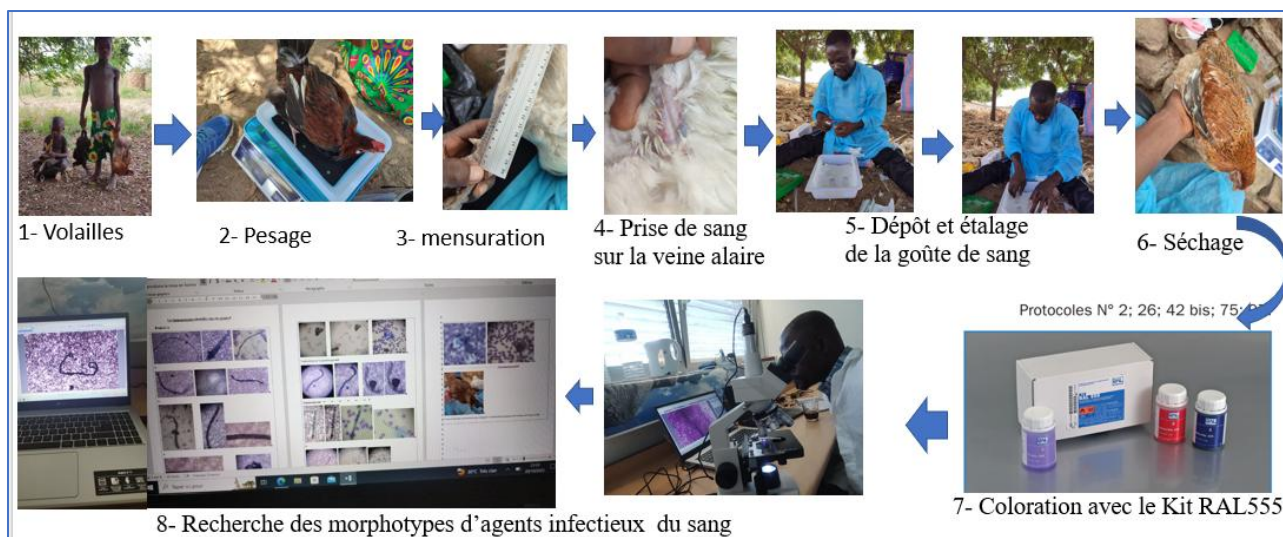 1- Volailles
2- Pesage
3- mensuration
4- Prise de sang
sur la veine alaire
5- Dépôt et étalage
de la goûte de sang
6- Séchage
Protocoles N° 2; 26; 42 bis; 75;
RAL 555
7- Coloration avec le Kit RAL555
8- Recherche des morphotypes d'agents infectieux du sang